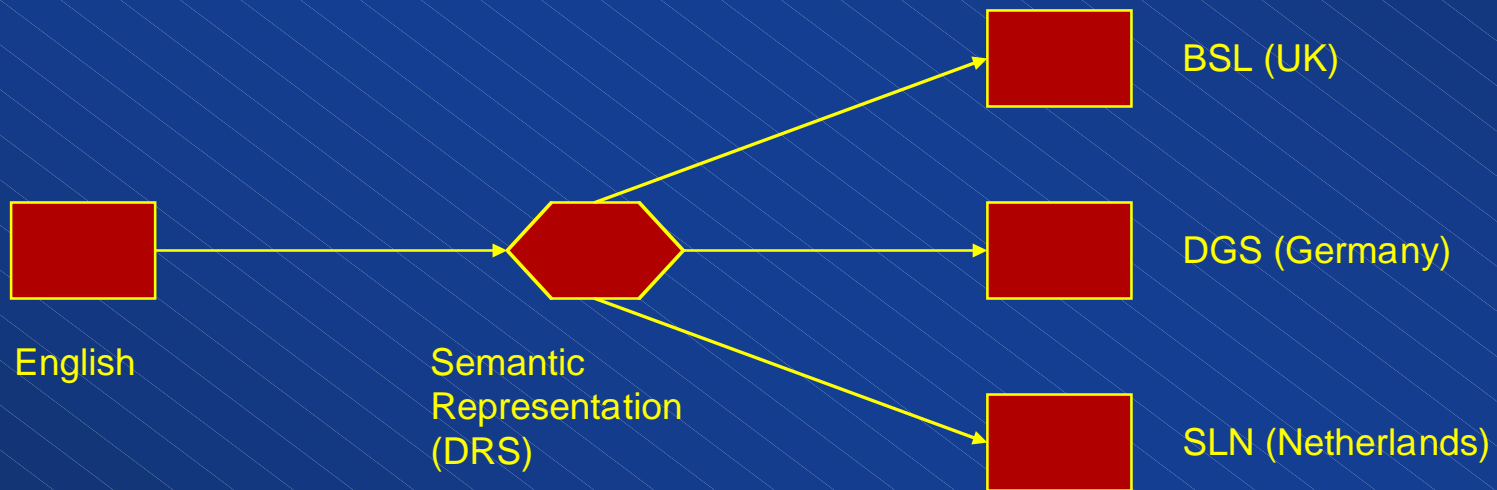 BSL (UK)
DGS (Germany)
English
Semantic
Representation
(DRS)
SLN (Netherlands)